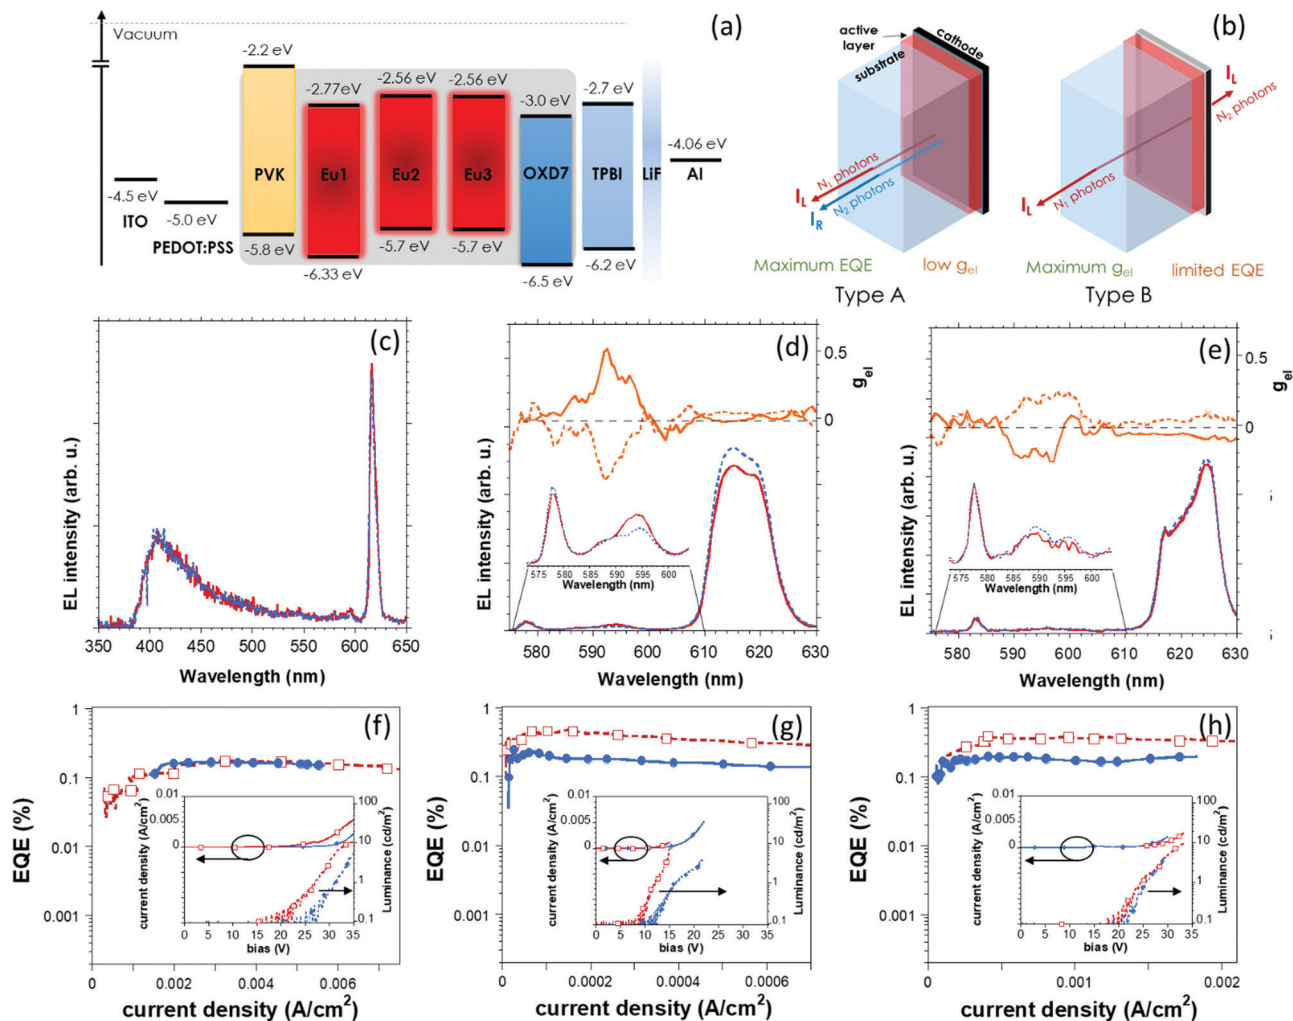 (a)
Vacuum
-2.2 eV
-2.77eV
-2.56 eV
-2.56 eV
-3.0 eV
-2.7 eV
-4.06 eV
-4.5 eV
ITO
-5.0 eV
PEDOT:PSS
PVK
Eu1
Eu2
Eu3
OXD7
TPBI
LiF
Al
-5.8 eV
-6.33 eV
-5.7 eV
-5.7 eV
-6.5 eV
-6.2 eV
active
layer
cathode
substrate
N1 photons
N2 photons
IL
IR
Maximum EQE
low gel
Type A
(b)
IL
N2 photons
N1 photons
IL
Maximum gel
limited EQE
Type B
(c)
EL intensity (arb. u.)
350 400 450 500 550 600 650
Wavelength (nm)
(d)
0.5
gel
0
EL intensity (arb. u.)
575 580 585 590 595 600
Wavelength (nm)
580 590 600 610 620 630
Wavelength (nm)
(e)
0.5
gel
0
EL intensity (arb. u.)
575 580 585 590 595 600
Wavelength (nm)
580 590 600 610 620 630
Wavelength (nm)
(f)
1
0.1
0.01
0.001
EQE (%)
0.01
0.005
0
current density (A/cm2)
100
10
1
0.1
Luminance (cd/m2)
0 5 10 15 20 25 30 35
bias (V)
0 0.002 0.004 0.006
current density (A/cm2)
(g)
1
0.1
0.01
0.001
EQE (%)
0.01
0.005
0
current density (A/cm2)
100
10
1
0.1
Luminance (cd/m2)
0 5 10 15 20 25 30 35
bias (V)
0 0.0002 0.0004 0.0006
current density (A/cm2)
(h)
1
0.1
0.01
0.001
EQE (%)
0.01
0.005
0
current density (A/cm2)
100
10
1
0.1
Luminance (cd/m2)
0 5 10 15 20 25 30 35
bias (V)
0 0.001 0.002
current density (A/cm2)